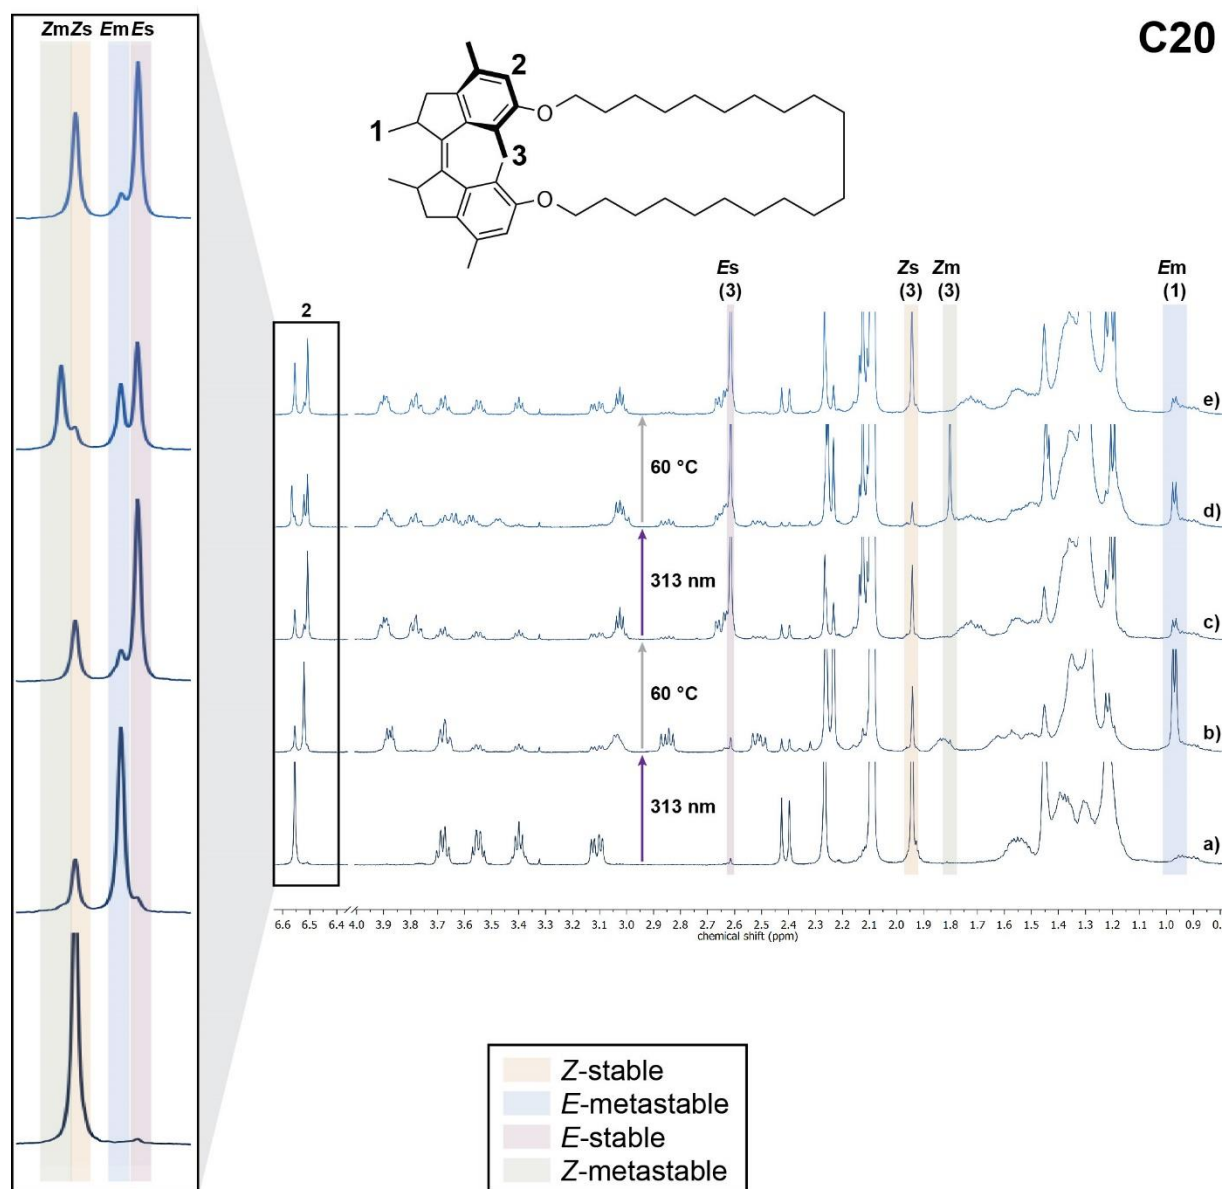 Zm Zs Em Es
C20
2
1
O
3
O
Es
(3)
Zs
(3)
Zm
(3)
Em
(1)
2
e)
60 °C
d)
313 nm
c)
60 °C
b)
313 nm
a)
6.6 6.5 6.4 4.0 3.9 3.8 3.7 3.6 3.5 3.4 3.3 3.2 3.1 3.0 2.9 2.8 2.7 2.6 2.5 2.4 2.3 2.2 2.1 2.0 1.9 1.8 1.7 1.6 1.5 1.4 1.3 1.2 1.1 1.0 0.9
chemical shift (ppm)
Z-stable
E-metastable
E-stable
Z-metastable